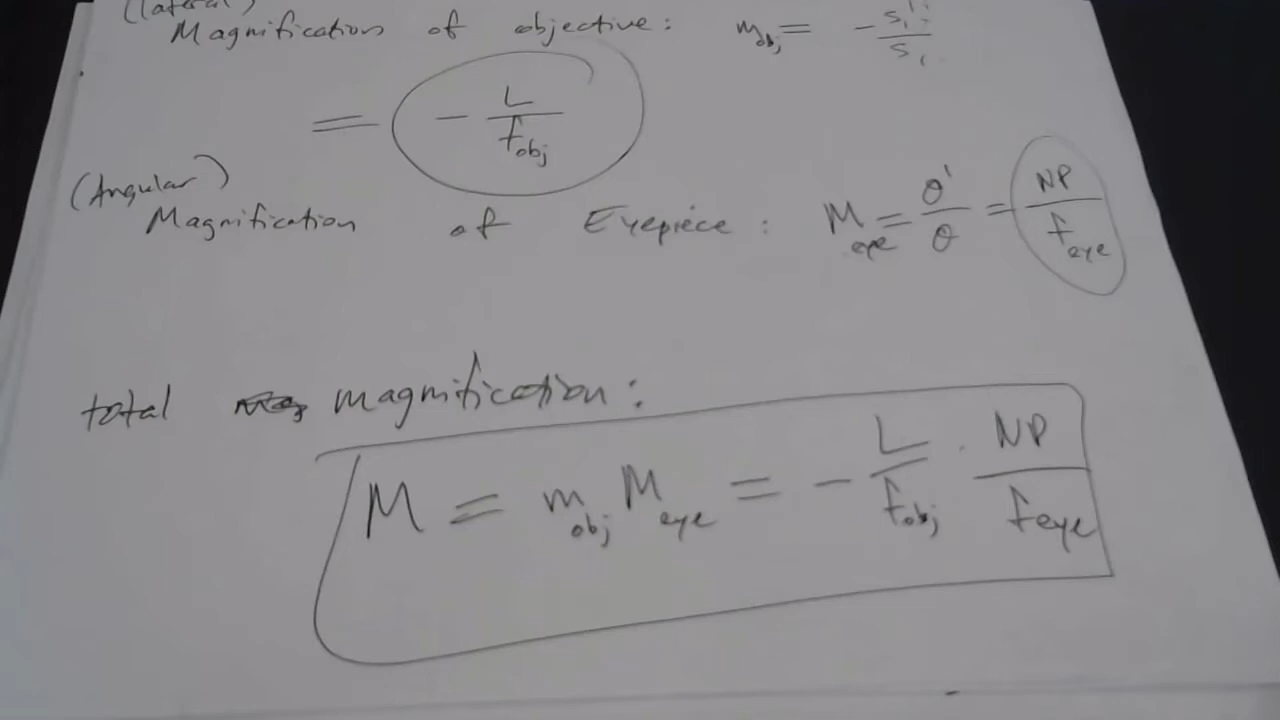 (lateral)
Magnification of objective: m_obj = - s₁' / s₁
= - L / f_obj
(Angular)
Magnification of Eyepiece : M_eye = θ' / θ = NP / f_eye
total magnification:
M = m_obj M_eye = - L / f_obj · NP / f_eye